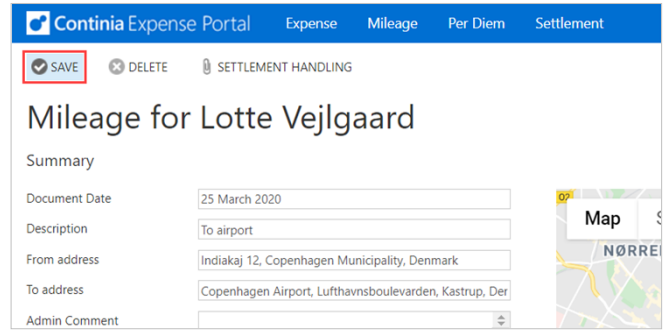 Continia Expense Portal Expense Mileage Per Diem Settlement
SAVE DELETE SETTLEMENT HANDLING
Mileage for Lotte Vejlgaard
Summary
Document Date 25 March 2020
Description To airport
From address Indiakaj 12, Copenhagen Municipality, Denmark
To address Copenhagen Airport, Lufthavnsboulevarden, Kastrup, Der
Admin Comment
02
Map S
NØRRE